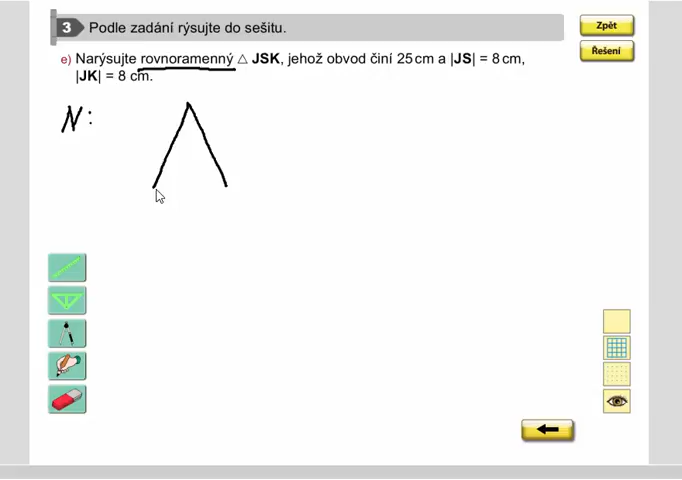 3 Podle zadání rýsujte do sešitu.
Zpět
Řešení
e) Narýsujte rovnoramenný △ JSK, jehož obvod činí 25 cm a |JS| = 8 cm,
|JK| = 8 cm.
N: